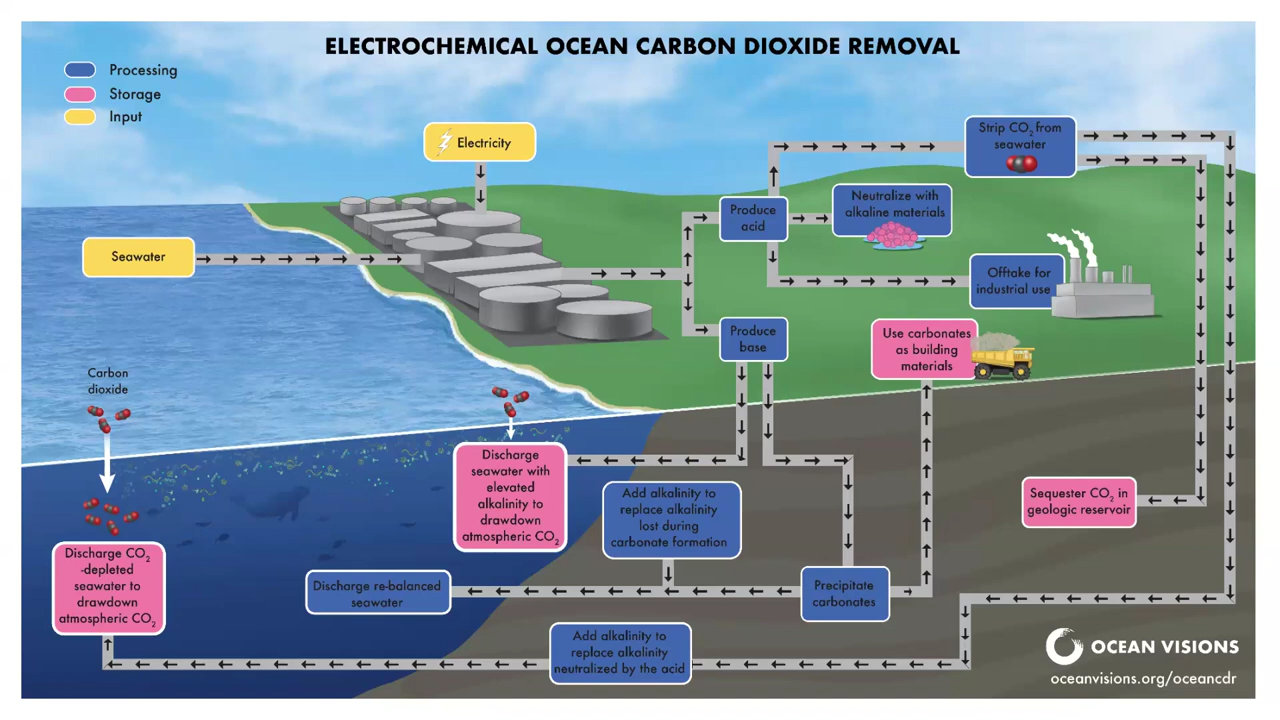 ELECTROCHEMICAL OCEAN CARBON DIOXIDE REMOVAL
Processing
Storage
Input
Electricity
Strip CO₂ from
seawater
Neutralize with
alkaline materials
Produce
acid
Seawater
Offtake for
industrial use
Produce
base
Use carbonates
as building
materials
Carbon
dioxide
Discharge
seawater with
elevated
alkalinity to
drawdown
atmospheric CO₂
Add alkalinity to
replace alkalinity
lost during
carbonate formation
Sequester CO₂ in
geologic reservoir
Discharge CO₂
-depleted
seawater to
drawdown
atmospheric CO₂
Discharge re-balanced
seawater
Precipitate
carbonates
Add alkalinity to
replace alkalinity
neutralized by the acid
OCEAN VISIONS
oceanvisions.org/oceancdr